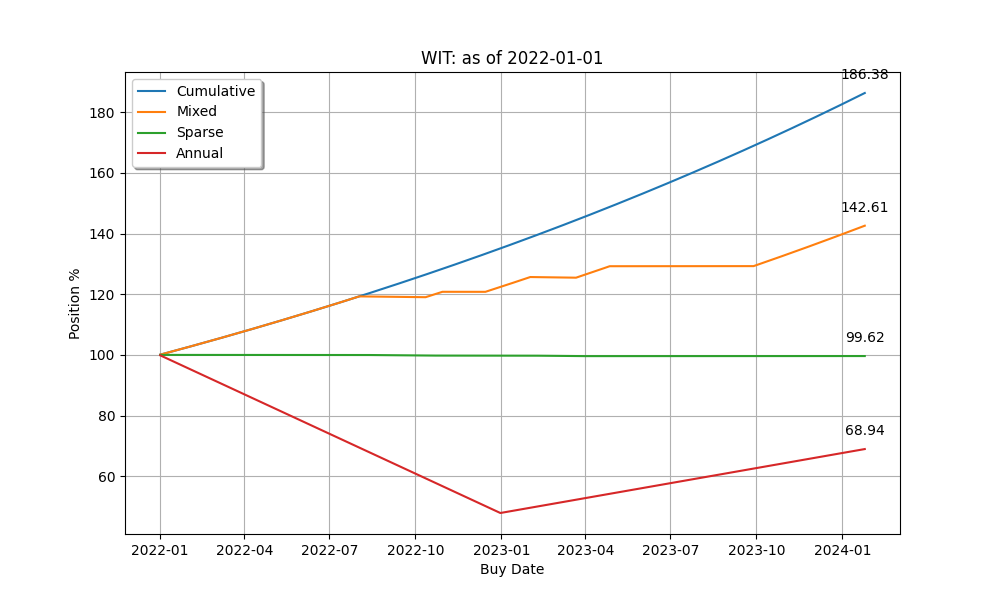 WIT: as of 2022-01-01
Cumulative
Mixed
Sparse
Annual
186.38
142.61
99.62
68.94
Position %
180
160
140
120
100
80
60
2022-01 2022-04 2022-07 2022-10 2023-01 2023-04 2023-07 2023-10 2024-01
Buy Date